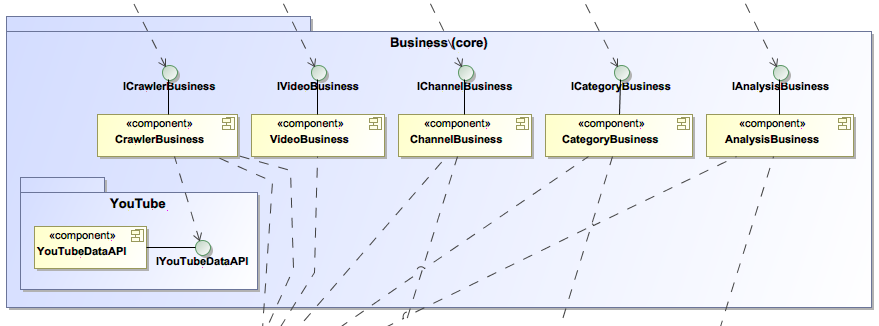 Business (core)
ICrawlerBusiness
IVideoBusiness
IChannelBusiness
ICategoryBusiness
IAnalysisBusiness
«component»
CrawlerBusiness
«component»
VideoBusiness
«component»
ChannelBusiness
«component»
CategoryBusiness
«component»
AnalysisBusiness
YouTube
«component»
YouTubeDataAPI
IYouTubeDataAPI